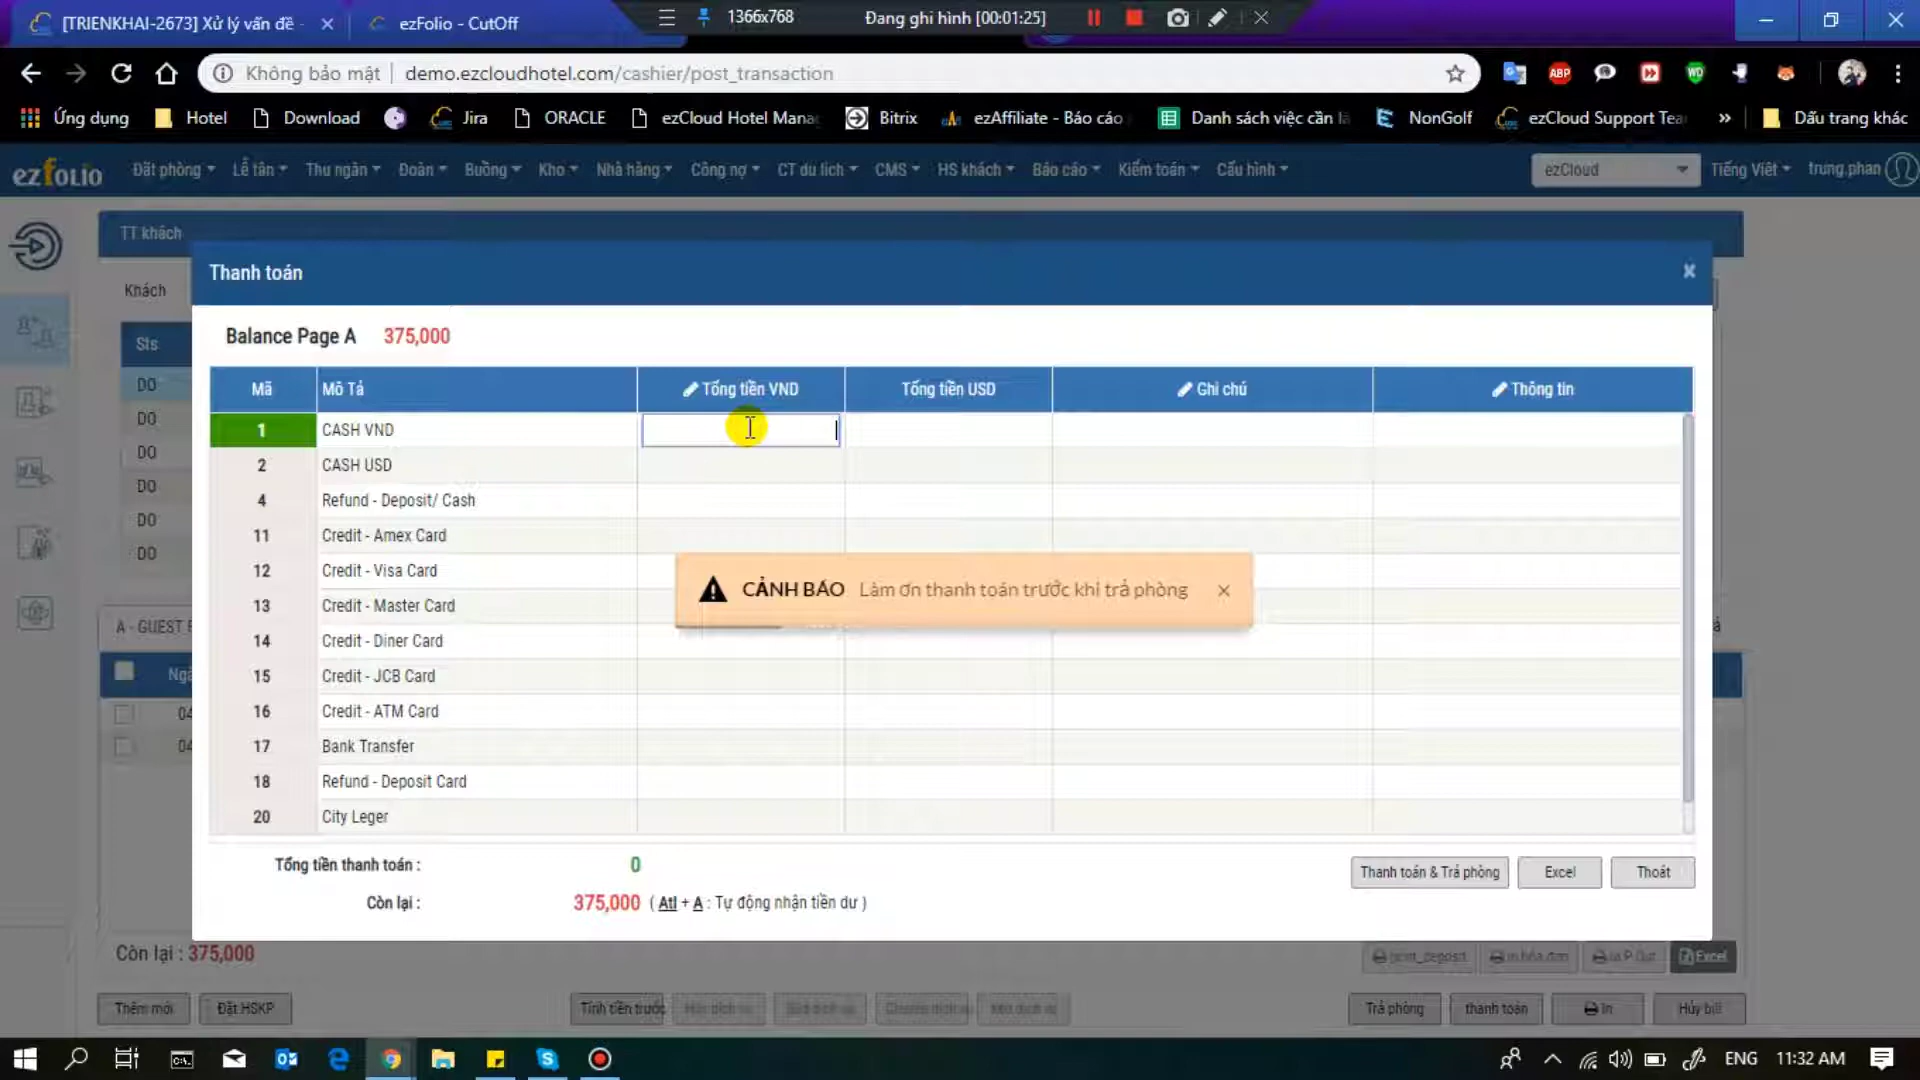 [TRIENKHAI-2673] Xử lý vấn đề
ezFolio - CutOff
1366x768
Đang ghi hình [00:01:25]
Không bảo mật
demo.ezcloudhotel.com/cashier/post_transaction
Ứng dụng
Hotel
Download
Jira
ORACLE
ezCloud Hotel Mana
Bitrix
ezAffiliate - Báo cáo
Danh sách việc cần là
NonGolf
ezCloud Support Tea
»
Dấu trang khác
ezfolio
Đặt phòng
Lễ tân
Thu ngân
Đoàn
Buồng
Kho
Nhà hàng
Công nợ
CT du lịch
CMS
HS khách
Báo cáo
Kiểm toán
Cấu hình
ezCloud
Tiếng Việt
trung.phan
TT khách
Thanh toán
Khách
Balance Page A 375,000
Sts
Mã
Mô Tả
Tổng tiền VND
Tổng tiền USD
Ghi chú
Thông tin
DO
DO
DO
DO
DO
DO
1 CASH VND
2 CASH USD
4 Refund - Deposit/ Cash
11 Credit - Amex Card
12 Credit - Visa Card
13 Credit - Master Card
14 Credit - Diner Card
15 Credit - JCB Card
16 Credit - ATM Card
17 Bank Transfer
18 Refund - Deposit Card
20 City Leger
CẢNH BÁO Làm ơn thanh toán trước khi trả phòng
A - GUEST
Ngà
04
04
Tổng tiền thanh toán : 0
Còn lại : 375,000 ( Atl + A : Tự động nhận tiền dư )
Thanh toán & Trả phòng
Excel
Thoát
Còn lại : 375,000
print_deposit
In hóa đơn
Excel
Thêm mới
Đặt HSKP
Tính tiền trước
Trả phòng
thanh toán
In
Hủy bill
ENG
11:32 AM